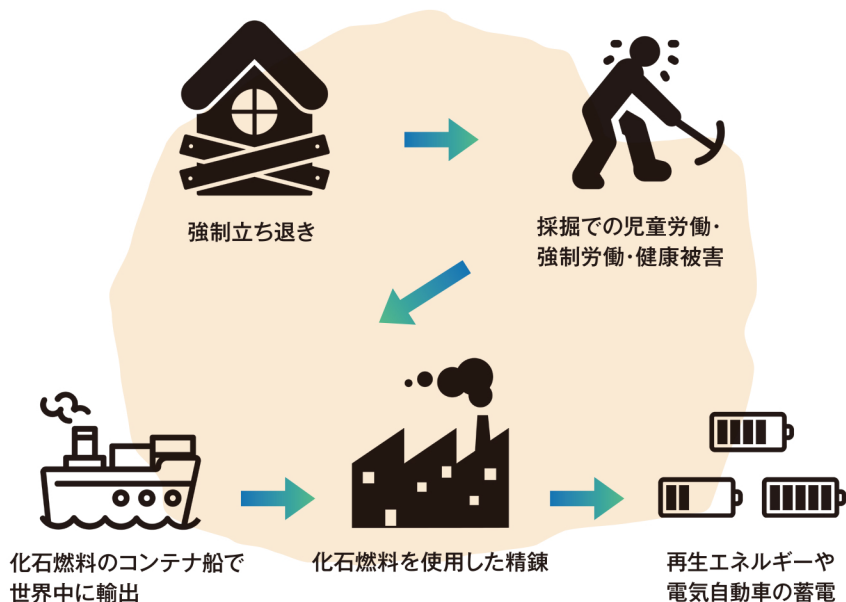 強制立ち退き
採掘での児童労働・
強制労働・健康被害
化石燃料のコンテナ船で
世界中に輸出
化石燃料を使用した精錬
再生エネルギーや
電気自動車の蓄電